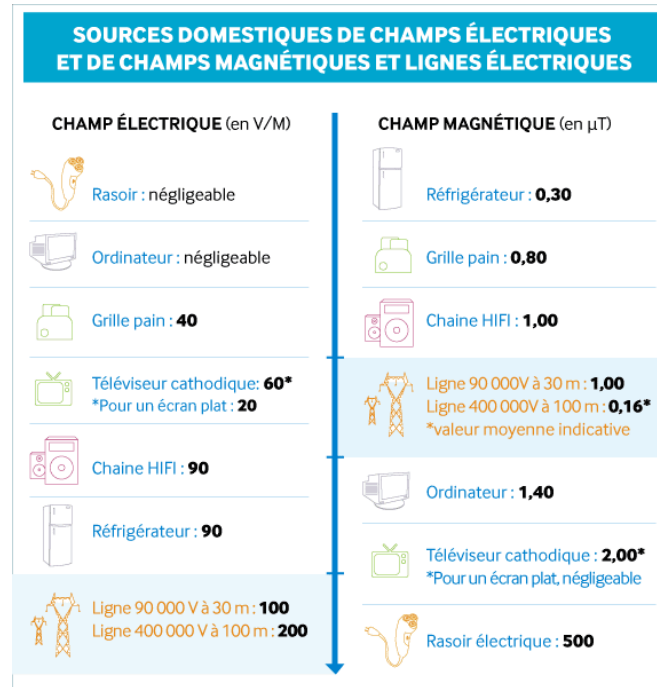 SOURCES DOMESTIQUES DE CHAMPS ÉLECTRIQUES
ET DE CHAMPS MAGNÉTIQUES ET LIGNES ÉLECTRIQUES
CHAMP ÉLECTRIQUE (en V/M)
Rasoir : négligeable
Ordinateur : négligeable
Grille pain : 40
Téléviseur cathodique: 60*
*Pour un écran plat : 20
Chaine HIFI : 90
Réfrigérateur : 90
Ligne 90 000 V à 30 m : 100
Ligne 400 000 V à 100 m : 200
CHAMP MAGNÉTIQUE (en µT)
Réfrigérateur : 0,30
Grille pain : 0,80
Chaine HIFI : 1,00
Ligne 90 000V à 30 m : 1,00
Ligne 400 000V à 100 m : 0,16*
*valeur moyenne indicative
Ordinateur : 1,40
Téléviseur cathodique : 2,00*
*Pour un écran plat, négligeable
Rasoir électrique : 500